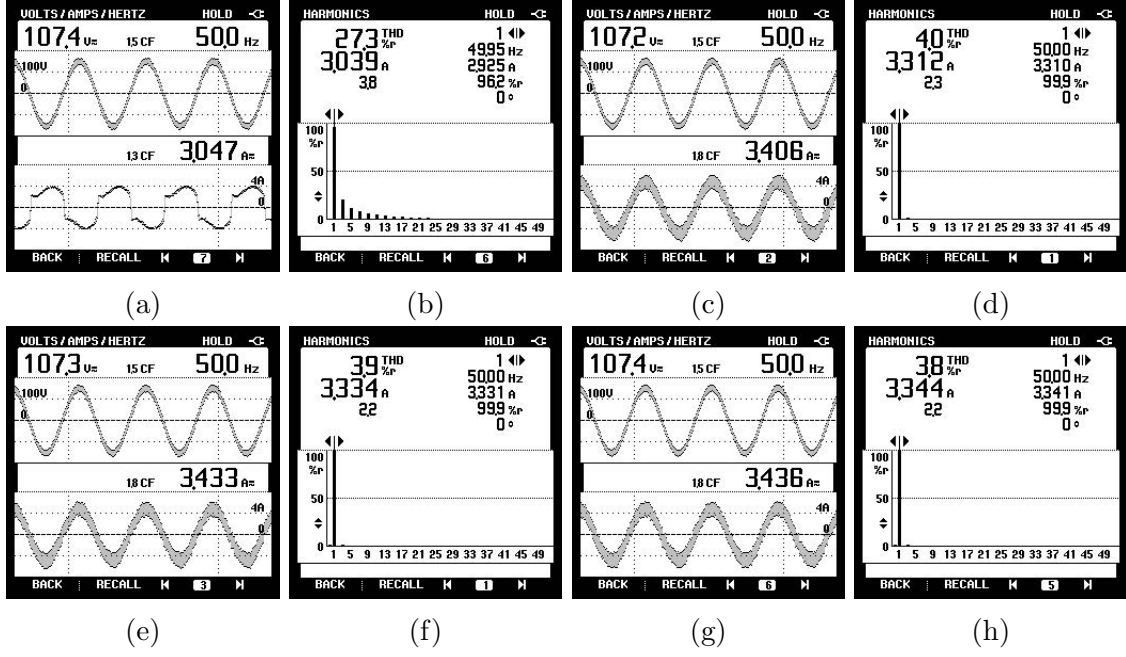 VOLTS/AMPS/HERTZ HOLD
107.4 V≂ 1.5 CF 50.0 Hz
100V
0
1.3 CF 3.047 A≂
4A
0
BACK RECALL 7
(a)
HARMONICS HOLD
27.3 THD %r 1
49.95 Hz
3.039 A 2.925 A
3.8 96.2 %r
0 °
100
%r
50
0
1 5 9 13 17 21 25 29 33 37 41 45 49
BACK RECALL 6
(b)
VOLTS/AMPS/HERTZ HOLD
107.2 V≂ 1.5 CF 50.0 Hz
100V
0
1.8 CF 3.406 A≂
4A
0
BACK RECALL 2
(c)
HARMONICS HOLD
4.0 THD %r 1
50.00 Hz
3.312 A 3.310 A
2.3 99.9 %r
0 °
100
%r
50
0
1 5 9 13 17 21 25 29 33 37 41 45 49
BACK RECALL 1
(d)
VOLTS/AMPS/HERTZ HOLD
107.3 V≂ 1.5 CF 50.0 Hz
100V
0
1.8 CF 3.433 A≂
4A
0
BACK RECALL 3
(e)
HARMONICS HOLD
3.9 THD %r 1
50.00 Hz
3.334 A 3.331 A
2.2 99.9 %r
0 °
100
%r
50
0
1 5 9 13 17 21 25 29 33 37 41 45 49
BACK RECALL 1
(f)
VOLTS/AMPS/HERTZ HOLD
107.4 V≂ 1.5 CF 50.0 Hz
100V
0
1.8 CF 3.436 A≂
4A
0
BACK RECALL 6
(g)
HARMONICS HOLD
3.8 THD %r 1
50.00 Hz
3.344 A 3.341 A
2.2 99.9 %r
0 °
100
%r
50
0
1 5 9 13 17 21 25 29 33 37 41 45 49
BACK RECALL 5
(h)